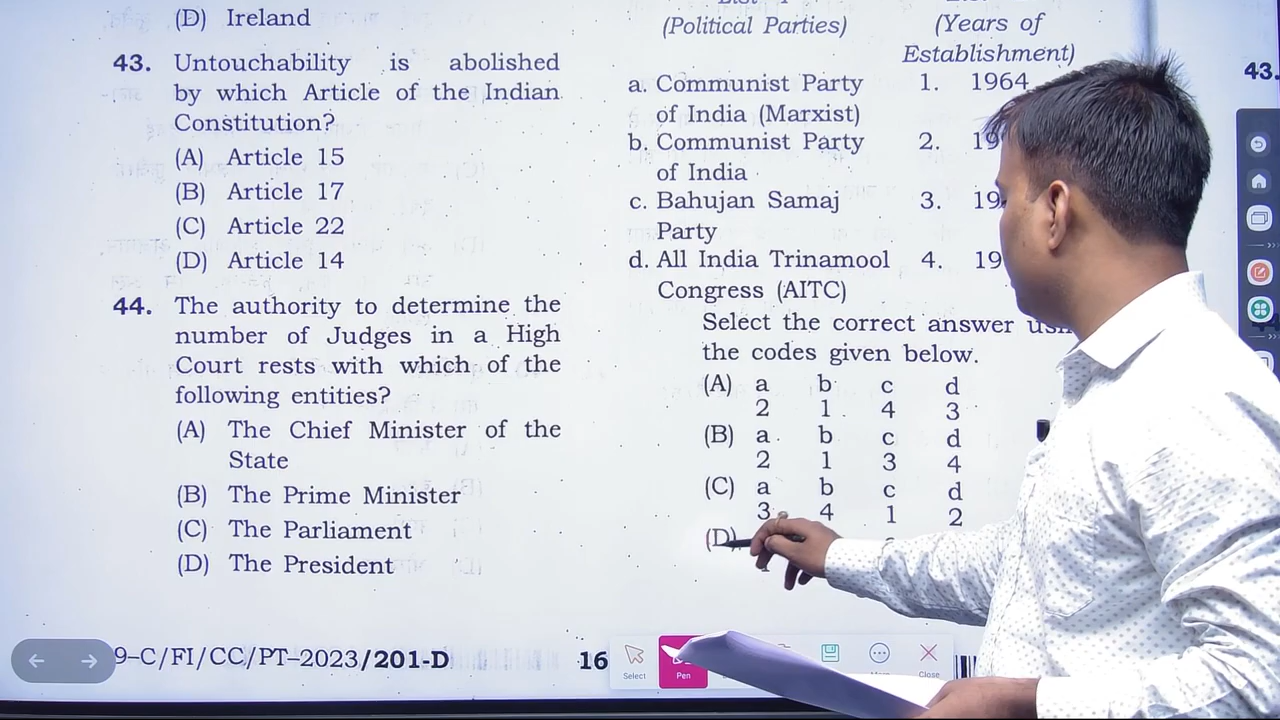 (D) Ireland
43. Untouchability is abolished
by which Article of the Indian
Constitution?
(A) Article 15
(B) Article 17
(C) Article 22
(D) Article 14
44. The authority to determine the
number of Judges in a High
Court rests with which of the
following entities?
(A) The Chief Minister of the
State
(B) The Prime Minister
(C) The Parliament
(D) The President
9–C/FI/CC/PT–2023/201-D
16
(Political Parties)
(Years of
Establishment)
a. Communist Party 1. 1964
of India (Marxist)
b. Communist Party 2.
of India
c. Bahujan Samaj 3.
Party
d. All India Trinamool 4.
Congress (AITC)
Select the correct answer
the codes given below.
(A) a b c d
2 1 4 3
(B) a b c d
2 1 3 4
(C) a b c d
3 4 1 2
(D)
43.
Select
Pen
Close